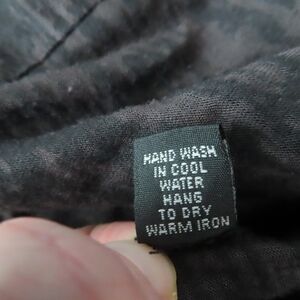 HAND WASH
IN COOL
WATER
HANG
TO DRY
WARM IRON